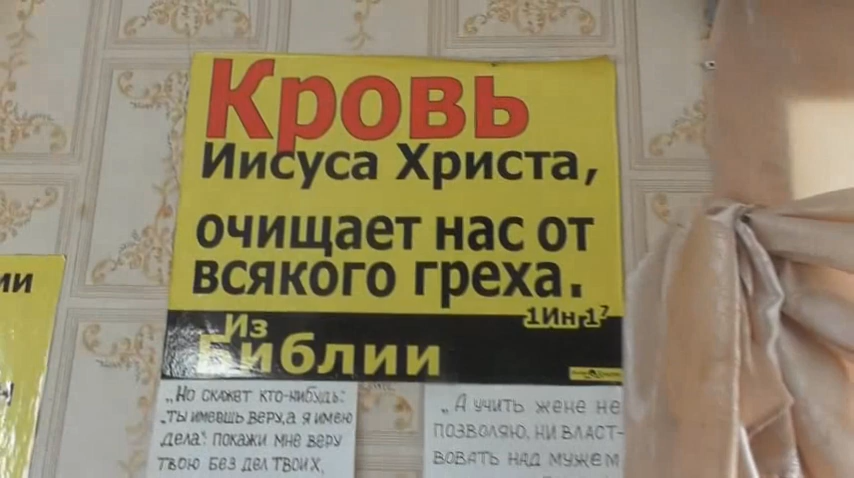 Кровь
Иисуса Христа,
очищает нас от
всякого греха.
1Ин 1⁷
Из
Библии
ии
„Но скажет кто-нибудь:
„ты имеешь веру, а я имею
дела“: покажи мне веру
твою без дел твоих,
„А учить жене не
позволяю, ни власт-
вовать над мужем